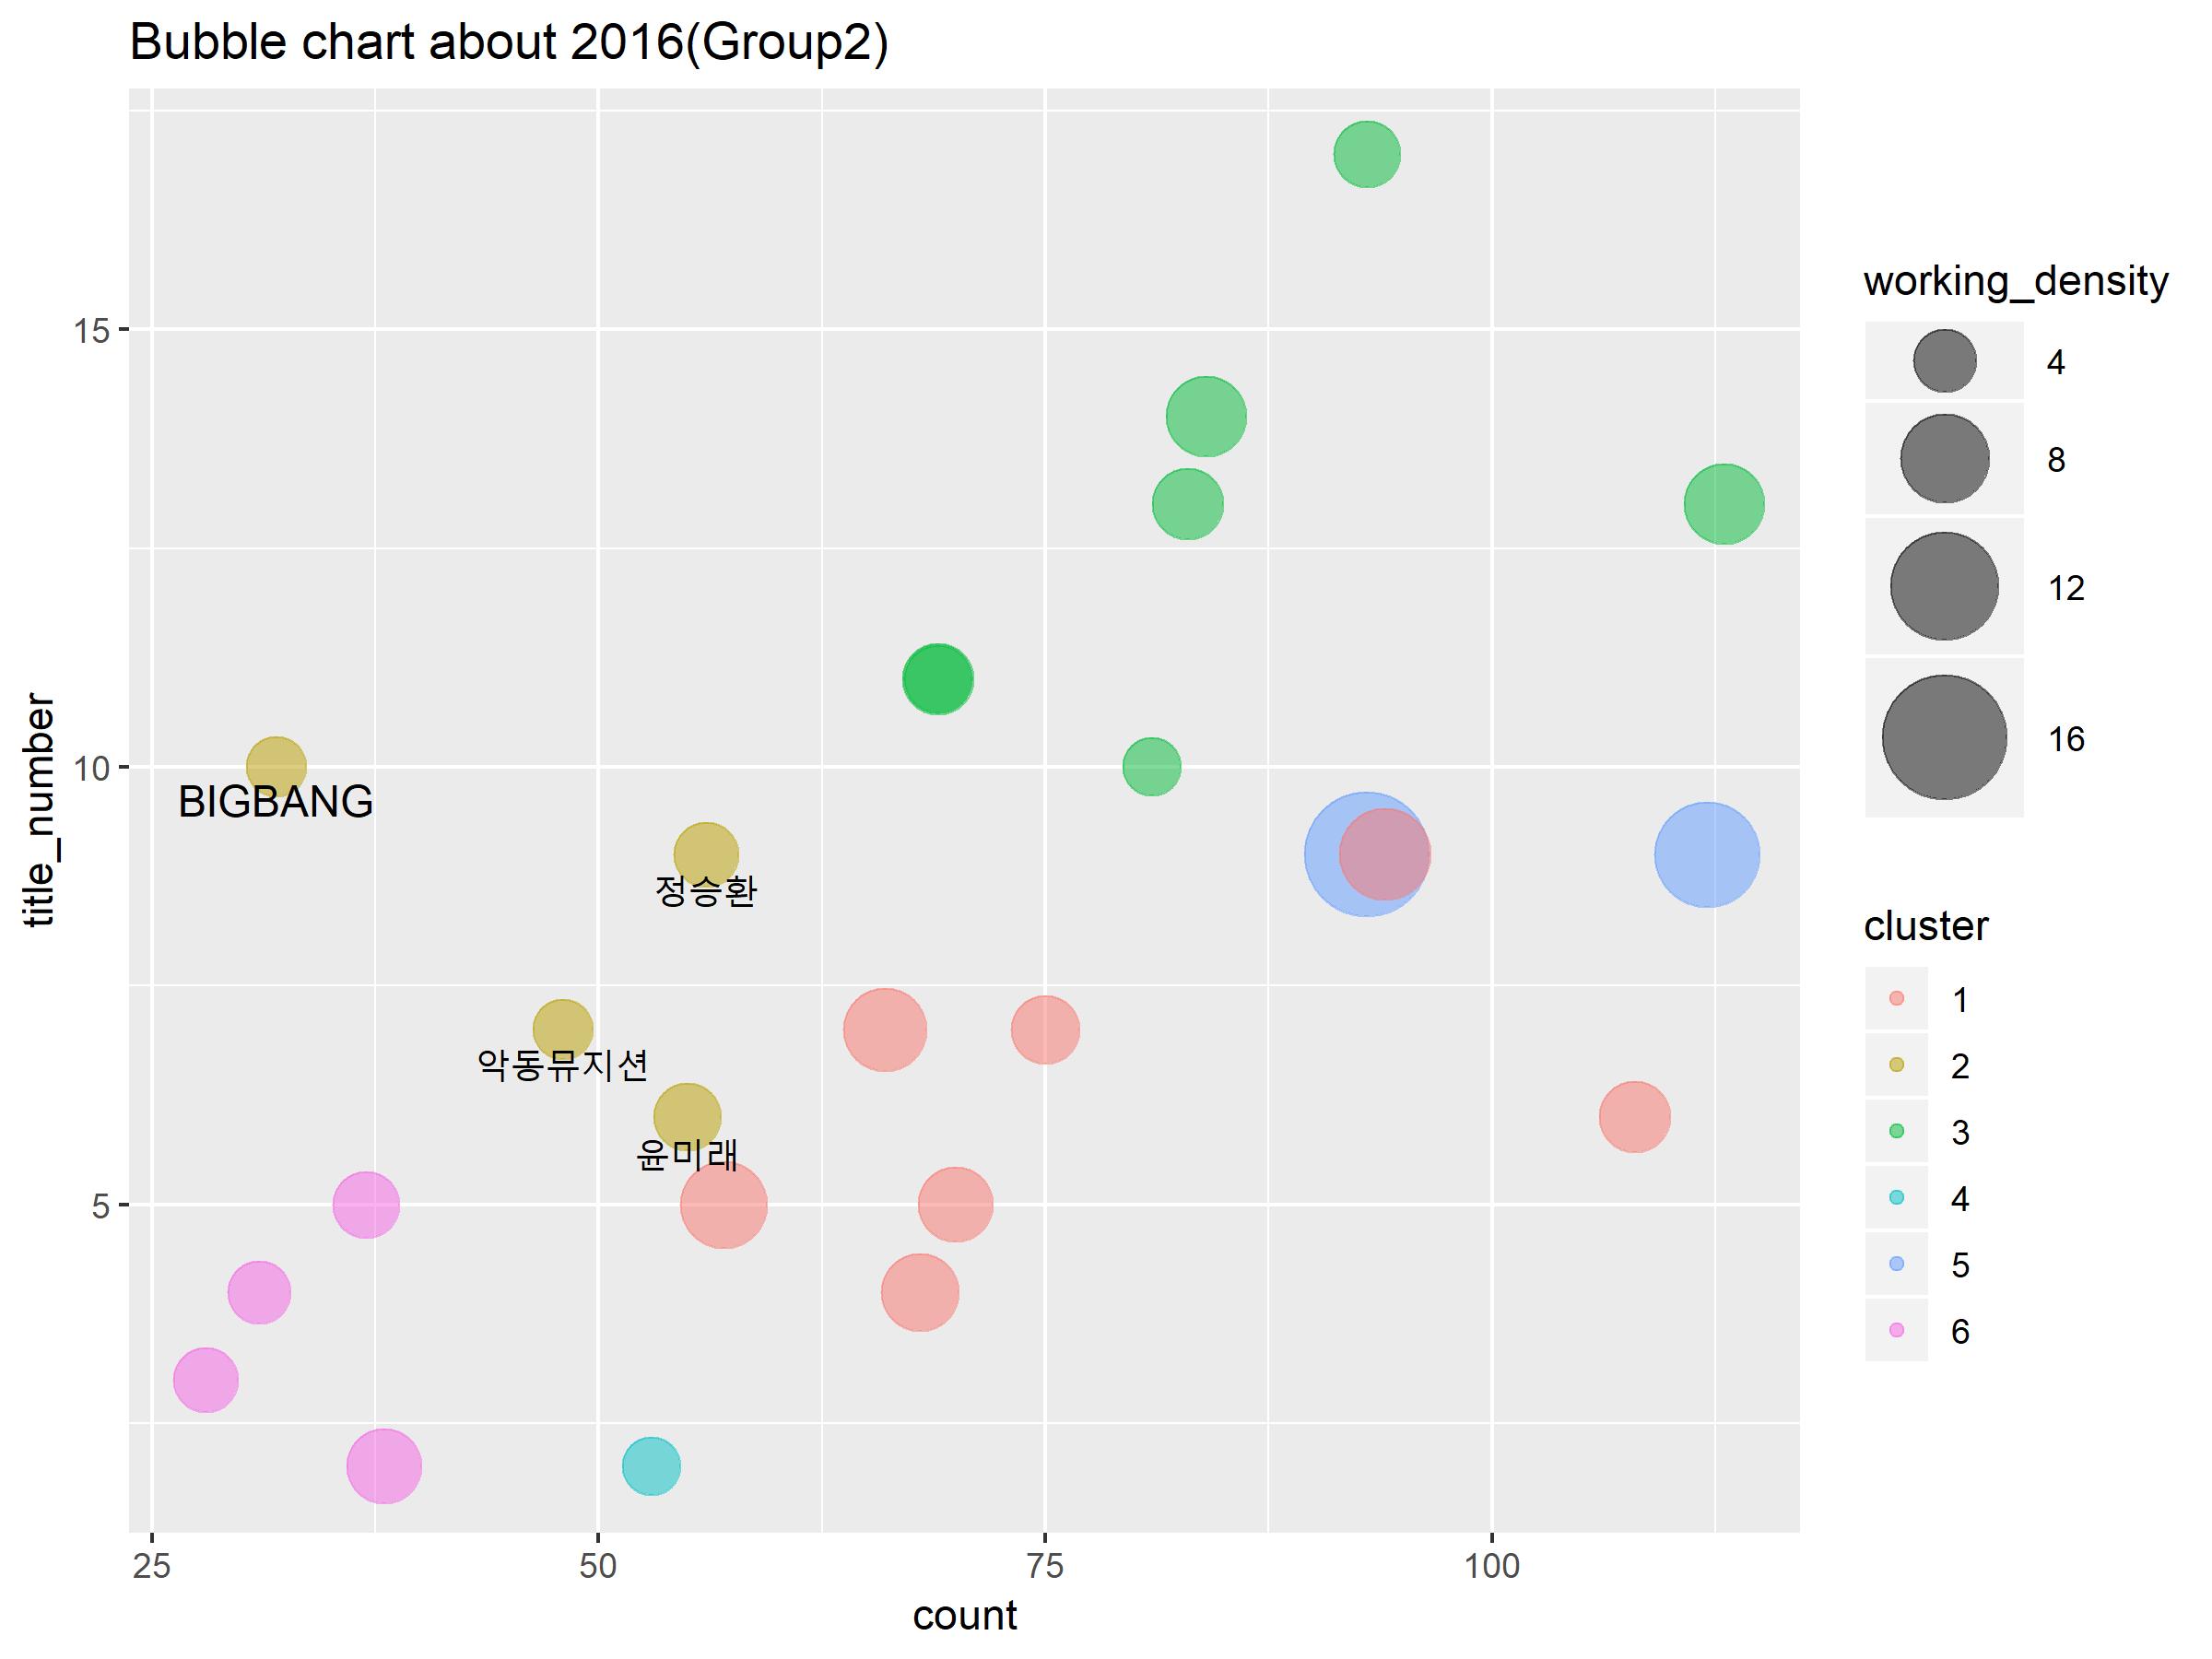 Bubble chart about 2016(Group2)
title_number
15
10
5
BIGBANG
정승환
악동뮤지션
윤미래
25
50
75
100
count
working_density
4
8
12
16
cluster
1
2
3
4
5
6